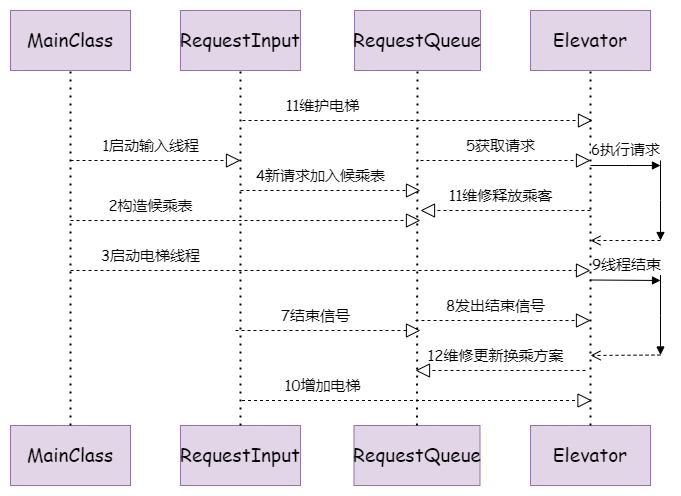 MainClass
RequestInput
RequestQueue
Elevator
11维护电梯
1启动输入线程
5获取请求
6执行请求
4新请求加入候乘表
11维修释放乘客
2构造候乘表
3启动电梯线程
9线程结束
8发出结束信号
7结束信号
12维修更新换乘方案
10增加电梯
MainClass
RequestInput
RequestQueue
Elevator